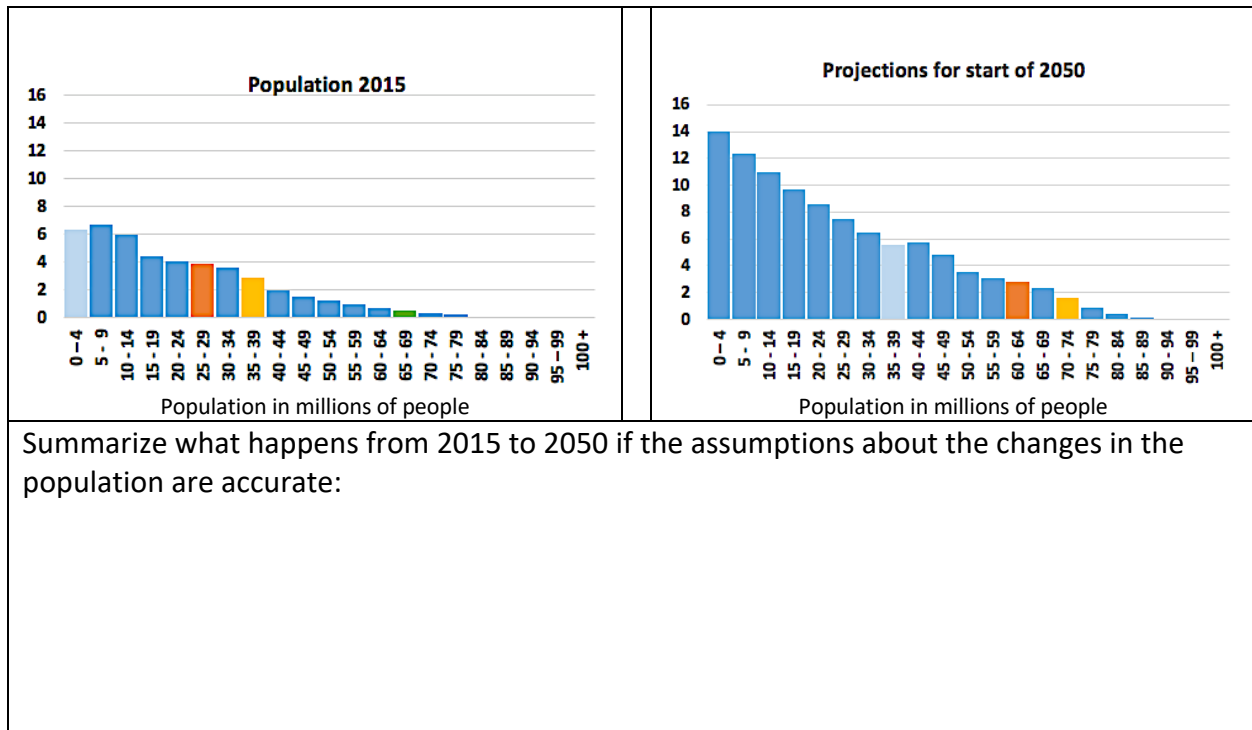 Population 2015
16
14
12
10
8
6
4
2
0
0 – 4
5 - 9
10 - 14
15 - 19
20 - 24
25 - 29
30 - 34
35 - 39
40 - 44
45 - 49
50 - 54
55 - 59
60 - 64
65 - 69
70 - 74
75 - 79
80 - 84
85 - 89
90 - 94
95 – 99
100 +
Population in millions of people
Projections for start of 2050
16
14
12
10
8
6
4
2
0
0 – 4
5 - 9
10 - 14
15 - 19
20 - 24
25 - 29
30 - 34
35 - 39
40 - 44
45 - 49
50 - 54
55 - 59
60 - 64
65 - 69
70 - 74
75 - 79
80 - 84
85 - 89
90 - 94
95 – 99
100 +
Population in millions of people
Summarize what happens from 2015 to 2050 if the assumptions about the changes in the
population are accurate: